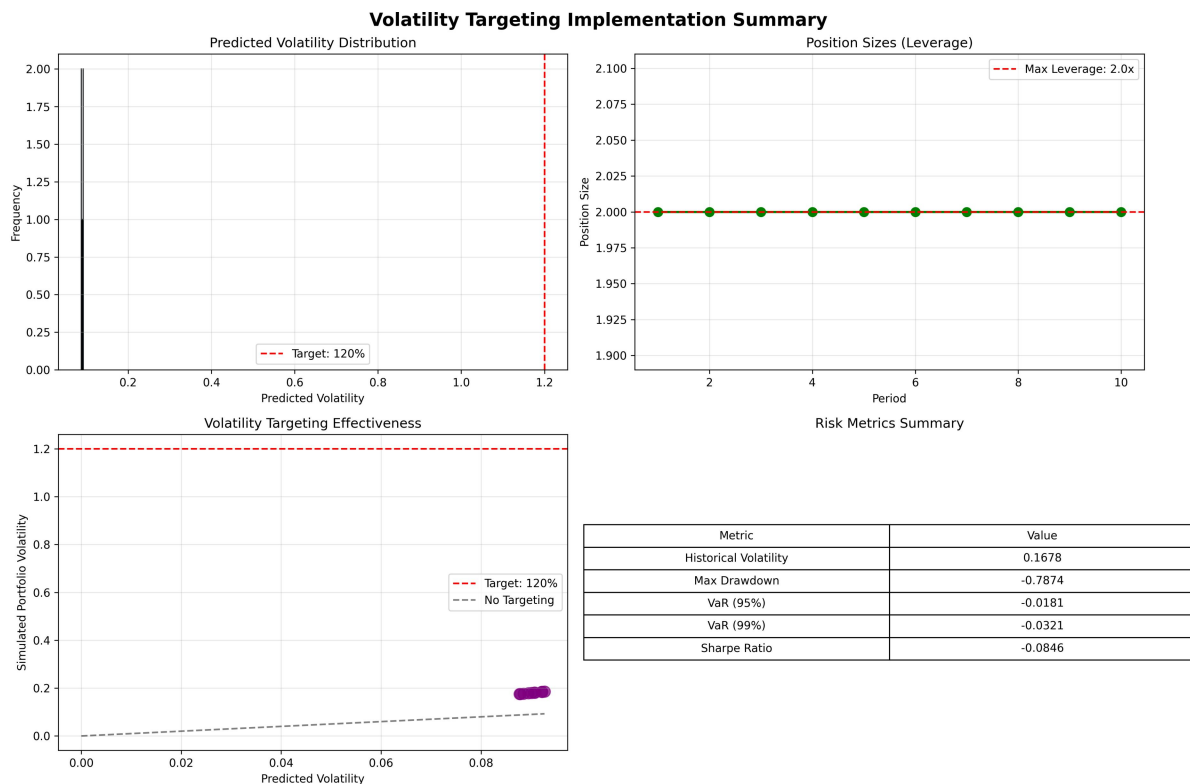 Volatility Targeting Implementation Summary
Predicted Volatility Distribution
2.00
1.75
1.50
1.25
1.00
0.75
0.50
0.25
0.00
Frequency
Target: 120%
0.2 0.4 0.6 0.8 1.0 1.2
Predicted Volatility
Position Sizes (Leverage)
Max Leverage: 2.0x
2.100
2.075
2.050
2.025
2.000
1.975
1.950
1.925
1.900
Position Size
2 4 6 8 10
Period
Volatility Targeting Effectiveness
1.2
1.0
0.8
0.6
0.4
0.2
0.0
Simulated Portfolio Volatility
Target: 120%
No Targeting
0.00 0.02 0.04 0.06 0.08
Predicted Volatility
Risk Metrics Summary
Metric Value
Historical Volatility 0.1678
Max Drawdown -0.7874
VaR (95%) -0.0181
VaR (99%) -0.0321
Sharpe Ratio -0.0846